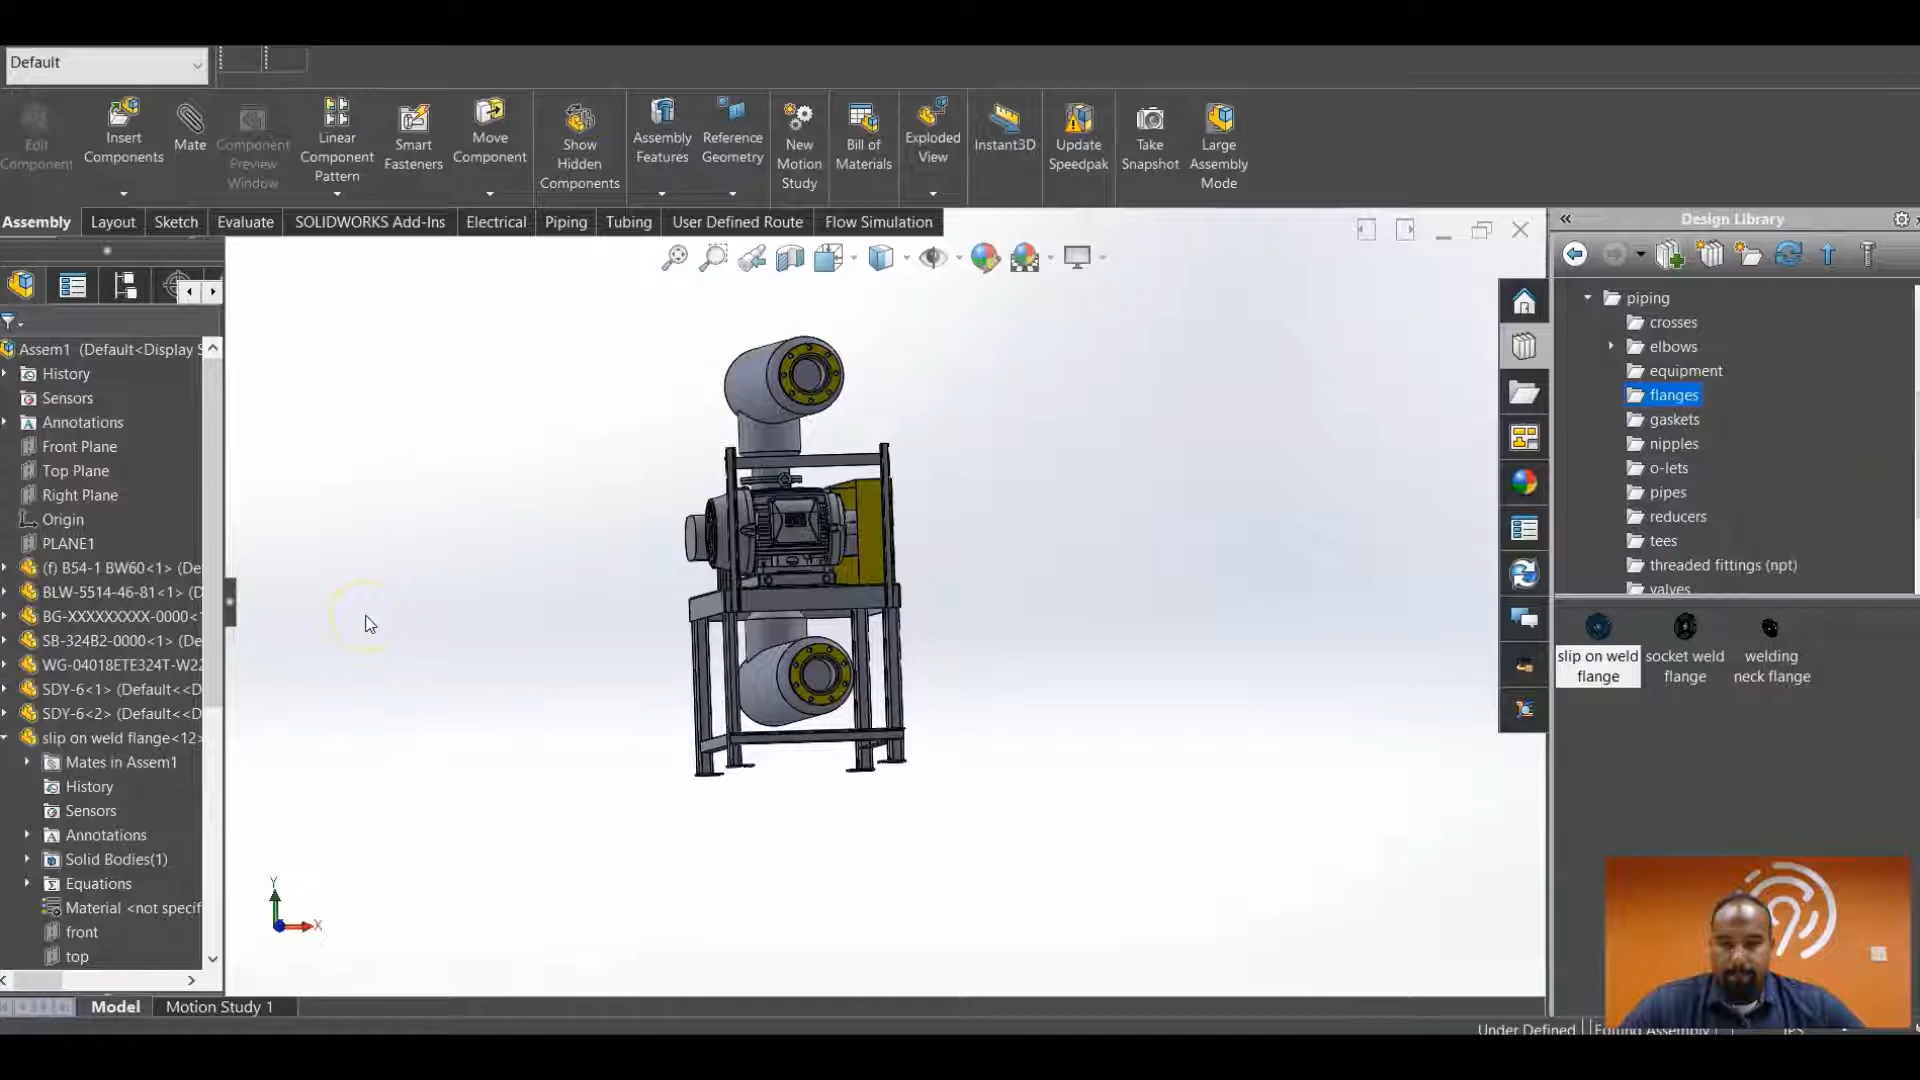 Default
Edit
Component
Insert
Components
Mate
Component
Preview
Window
Linear
Component
Pattern
Smart
Fasteners
Move
Component
Show
Hidden
Components
Assembly
Features
Reference
Geometry
New
Motion
Study
Bill of
Materials
Exploded
View
Instant3D
Update
Speedpak
Take
Snapshot
Large
Assembly
Mode
Assembly Layout Sketch Evaluate SOLIDWORKS Add-Ins Electrical Piping Tubing User Defined Route Flow Simulation
Assem1 (Default<Display S
History
Sensors
Annotations
Front Plane
Top Plane
Right Plane
Origin
PLANE1
(f) B54-1 BW60<1> (De
BLW-5514-46-81<1> (D
BG-XXXXXXXXX-0000<
SB-324B2-0000<1> (De
WG-04018ETE324T-W22
SDY-6<1> (Default<<D
SDY-6<2> (Default<<D
slip on weld flange<12>
Mates in Assem1
History
Sensors
Annotations
Solid Bodies(1)
Equations
Material <not specif
front
top
Y
X
Model Motion Study 1
Design Library
piping
crosses
elbows
equipment
flanges
gaskets
nipples
o-lets
pipes
reducers
tees
threaded fittings (npt)
valves
slip on weld
flange
socket weld
flange
welding
neck flange
Under Defined Editing Assembly IPS